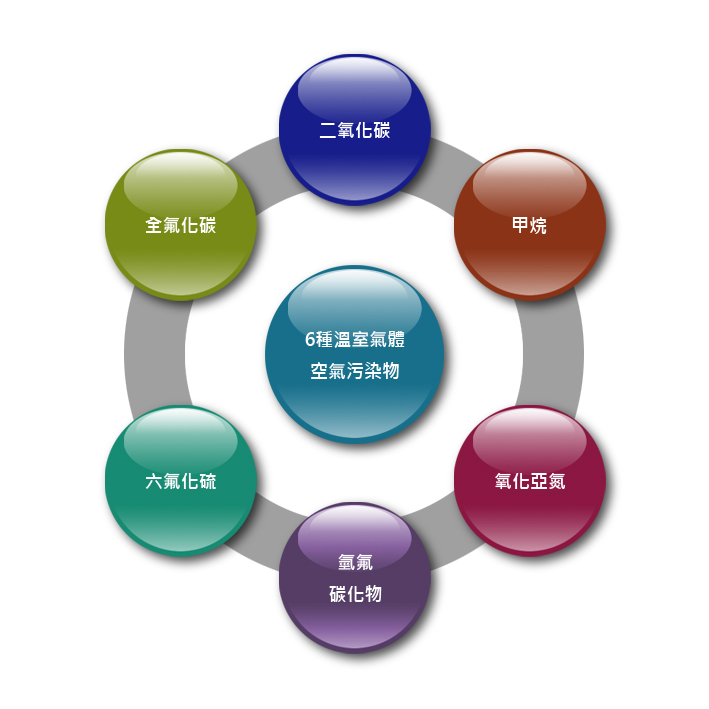 二氧化碳
全氟化碳
甲烷
6種溫室氣體
空氣污染物
六氟化硫
氧化亞氮
氫氟
碳化物